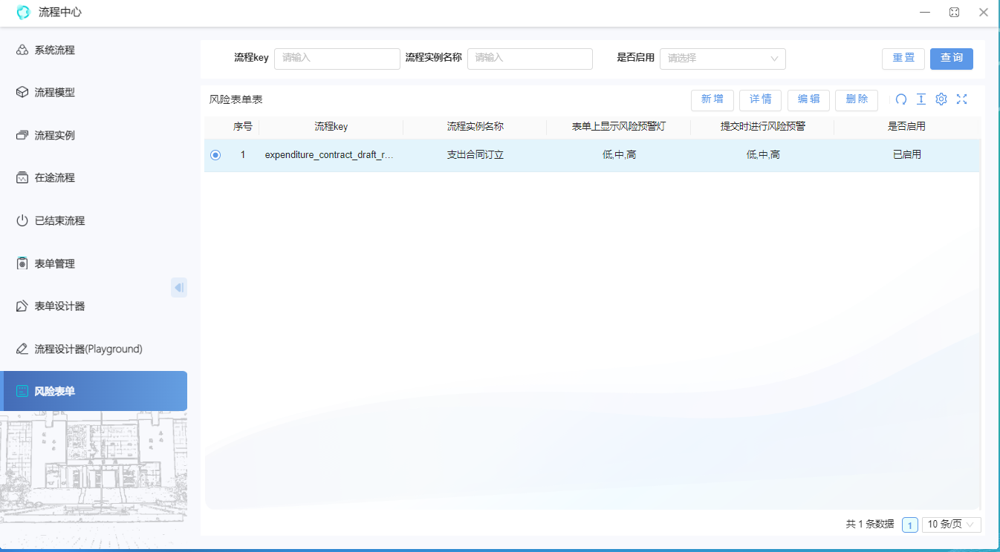 流程中心
系统流程
流程模型
流程实例
在途流程
已结束流程
表单管理
表单设计器
流程设计器(Playground)
风险表单
流程key 请输入 流程实例名称 请输入 是否启用 请选择 重置 查询
风险表单表 新增 详情 编辑 删除
序号 流程key 流程实例名称 表单上显示风险预警灯 提交时进行风险预警 是否启用
1 expenditure_contract_draft_r... 支出合同订立 低,中,高 低,中,高 已启用
共 1 条数据 1 10 条/页